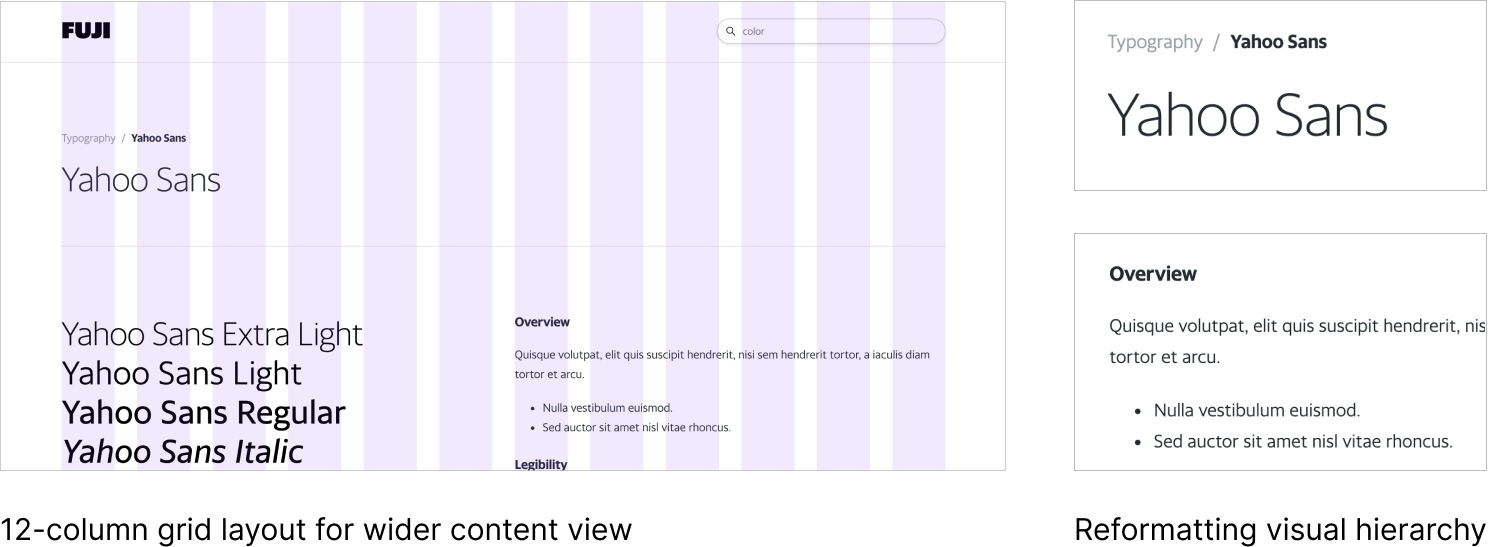 FUJI
color
Typography / Yahoo Sans
Yahoo Sans
Yahoo Sans Extra Light
Yahoo Sans Light
Yahoo Sans Regular
Yahoo Sans Italic
Overview
Quisque volutpat, elit quis suscipit hendrerit, nisi sem hendrerit tortor, a iaculis diam
tortor et arcu.
• Nulla vestibulum euismod.
• Sed auctor sit amet nisl vitae rhoncus.
Legibility
12-column grid layout for wider content view
Typography / Yahoo Sans
Yahoo Sans
Overview
Quisque volutpat, elit quis suscipit hendrerit, nis
tortor et arcu.
• Nulla vestibulum euismod.
• Sed auctor sit amet nisl vitae rhoncus.
Reformatting visual hierarchy